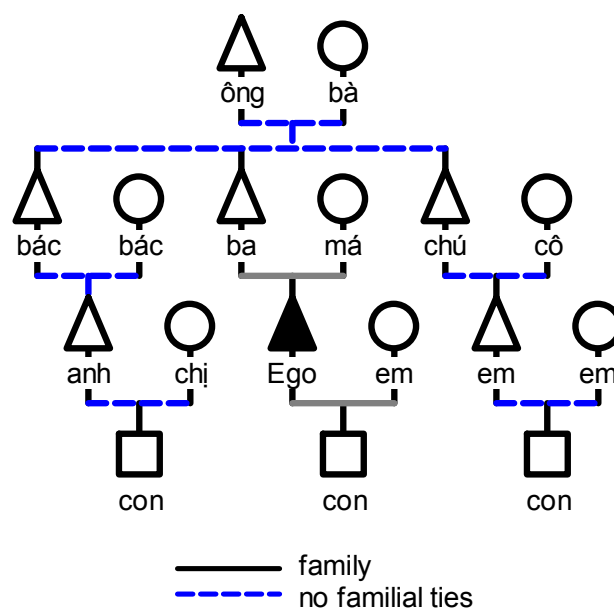 ông bà
bác bác ba má chú cô
anh chị Ego em em em
con con con
family
no familial ties